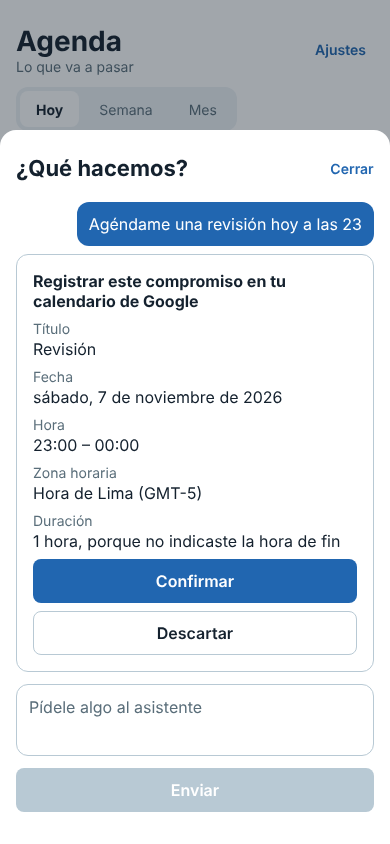 Agenda
Ajustes
Lo que va a pasar
Hoy
Semana
Mes
¿Qué hacemos?
Cerrar
Agéndame una revisión hoy a las 23
Registrar este compromiso en tu
calendario de Google
Título
Revisión
Fecha
sábado, 7 de noviembre de 2026
Hora
23:00 – 00:00
Zona horaria
Hora de Lima (GMT-5)
Duración
1 hora, porque no indicaste la hora de fin
Confirmar
Descartar
Pídele algo al asistente
Enviar